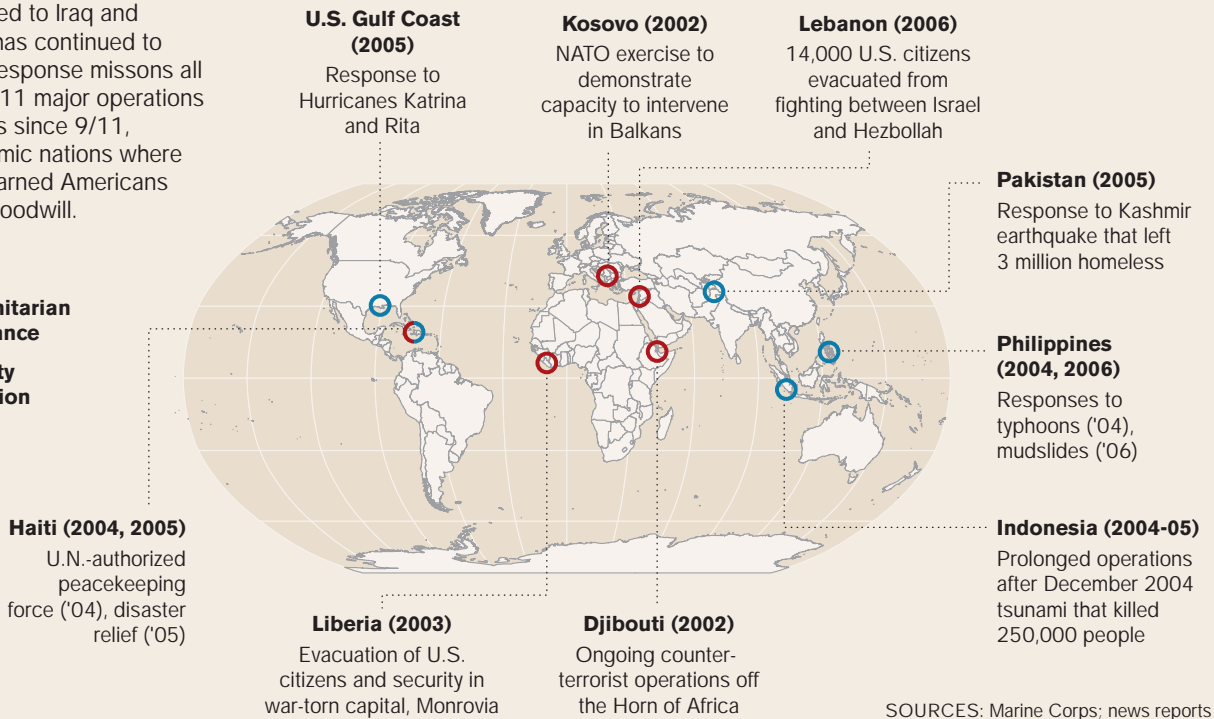 ed to Iraq and
has continued to
esponse missons all
11 major operations
s since 9/11,
mic nations where
arned Americans
oodwill.
nitarian
ance
ty
ion
U.S. Gulf Coast
(2005)
Response to
Hurricanes Katrina
and Rita
Kosovo (2002)
NATO exercise to
demonstrate
capacity to intervene
in Balkans
Lebanon (2006)
14,000 U.S. citizens
evacuated from
fighting between Israel
and Hezbollah
Pakistan (2005)
Response to Kashmir
earthquake that left
3 million homeless
Philippines
(2004, 2006)
Responses to
typhoons ('04),
mudslides ('06)
Indonesia (2004-05)
Prolonged operations
after December 2004
tsunami that killed
250,000 people
Haiti (2004, 2005)
U.N.-authorized
peacekeeping
force ('04), disaster
relief ('05)
Liberia (2003)
Evacuation of U.S.
citizens and security in
war-torn capital, Monrovia
Djibouti (2002)
Ongoing counter-
terrorist operations off
the Horn of Africa
SOURCES: Marine Corps; news reports